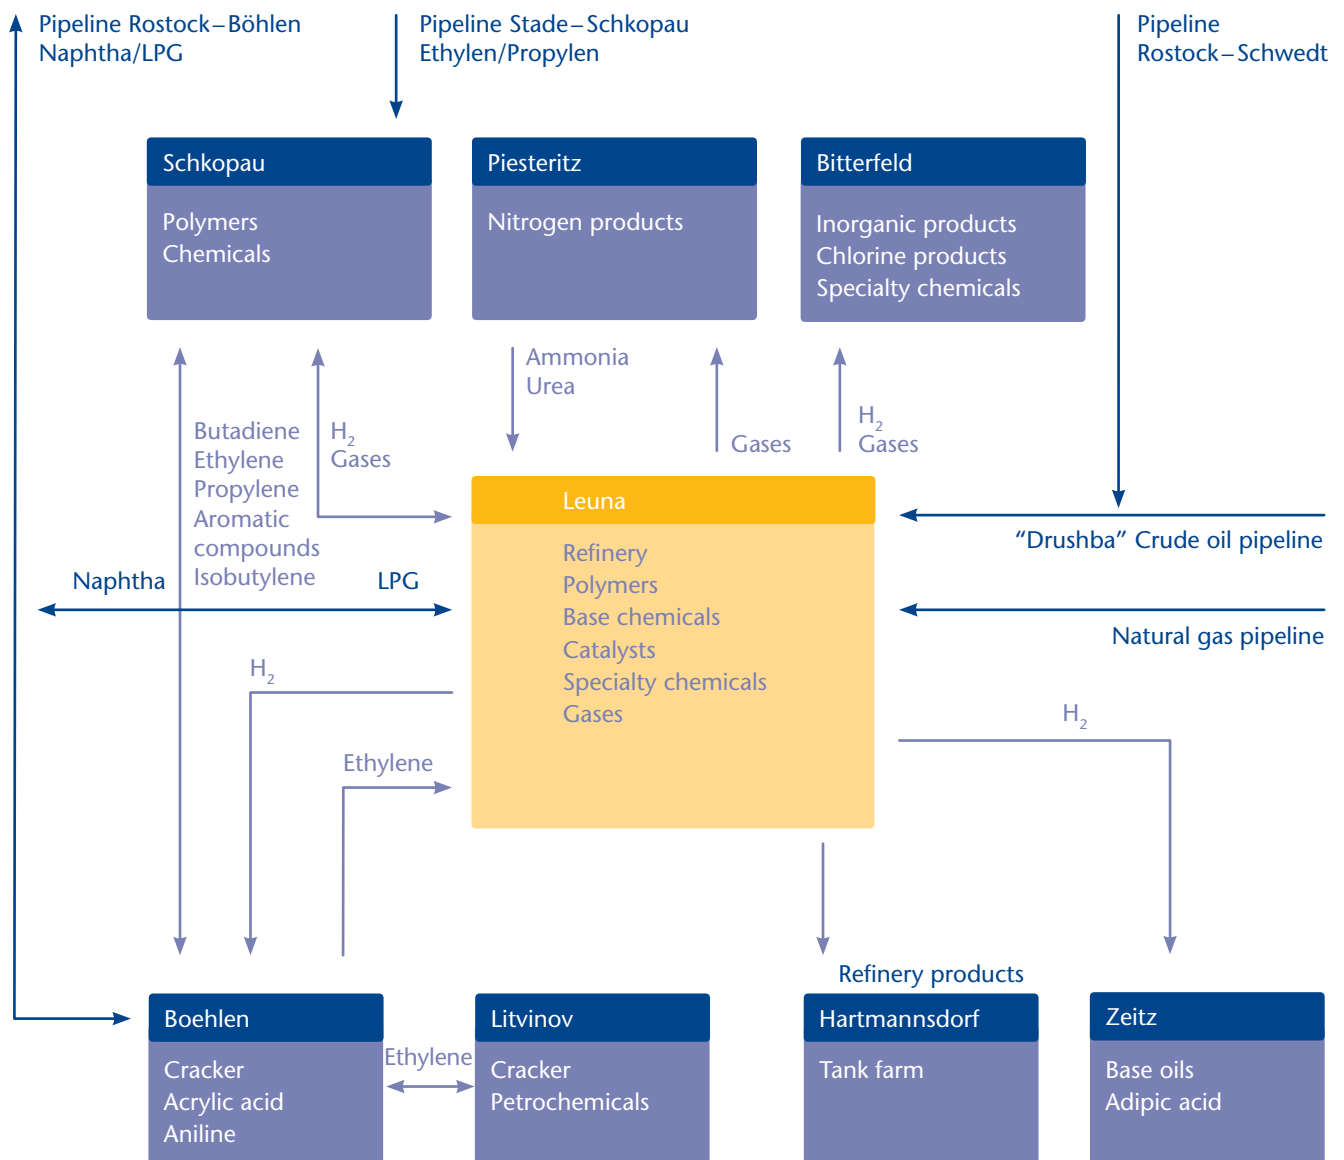 Pipeline Rostock–Böhlen
Naphtha/LPG
Pipeline Stade–Schkopau
Ethylen/Propylen
Pipeline
Rostock–Schwedt
Schkopau
Polymers
Chemicals
Piesteritz
Nitrogen products
Bitterfeld
Inorganic products
Chlorine products
Specialty chemicals
Ammonia
Urea
Butadiene
Ethylene
Propylene
Aromatic
compounds
Isobutylene
H₂
Gases
Gases
H₂
Gases
Leuna
Refinery
Polymers
Base chemicals
Catalysts
Specialty chemicals
Gases
“Drushba” Crude oil pipeline
Naphtha
LPG
Natural gas pipeline
H₂
H₂
Ethylene
Refinery products
Boehlen
Cracker
Acrylic acid
Aniline
Ethylene
Litvinov
Cracker
Petrochemicals
Hartmannsdorf
Tank farm
Zeitz
Base oils
Adipic acid